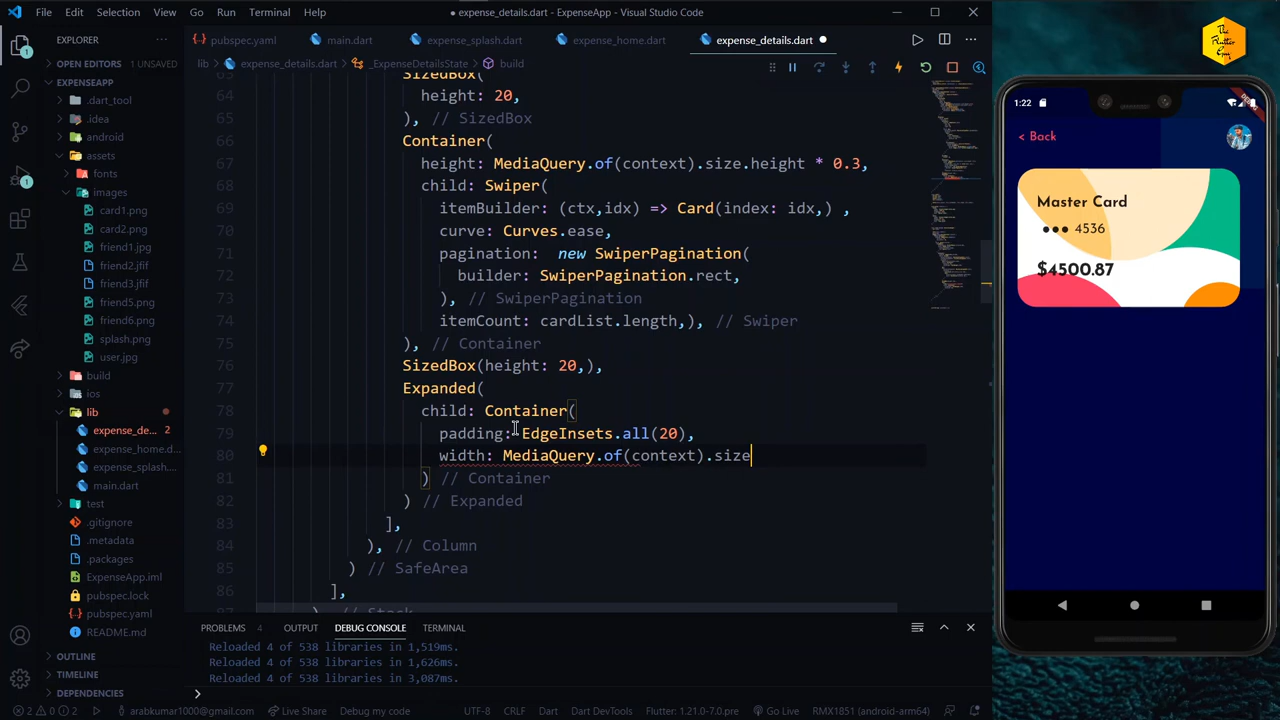 File Edit Selection View Go Run Terminal Help
● expense_details.dart - ExpenseApp - Visual Studio Code
EXPLORER
pubspec.yaml main.dart expense_splash.dart expense_home.dart expense_details.dart
OPEN EDITORS 1 UNSAVED
lib > expense_details.dart > _ExpenseDetailsState > build
EXPENSEAPP
.dart_tool
.idea
android
assets
fonts
images
card1.png
card2.png
friend1.jpg
friend2.jfif
friend3.jfif
friend5.png
friend6.png
splash.png
user.jpg
build
ios
lib
expense_de... 2
expense_home.d...
expense_splash....
main.dart
test
.gitignore
.metadata
.packages
ExpenseApp.iml
pubspec.lock
pubspec.yaml
README.md
OUTLINE
TIMELINE
DEPENDENCIES
63 SizedBox(
64 height: 20,
65 ), // SizedBox
66 Container(
67 height: MediaQuery.of(context).size.height * 0.3,
68 child: Swiper(
69 itemBuilder: (ctx,idx) => Card(index: idx,) ,
70 curve: Curves.ease,
71 pagination: new SwiperPagination(
72 builder: SwiperPagination.rect,
73 ), // SwiperPagination
74 itemCount: cardList.length,), // Swiper
75 ), // Container
76 SizedBox(height: 20,),
77 Expanded(
78 child: Container(
79 padding: EdgeInsets.all(20),
80 width: MediaQuery.of(context).size
81 ) // Container
82 ) // Expanded
83 ],
84 ), // Column
85 ) // SafeArea
86 ],
87 ) // Stack
PROBLEMS 4 OUTPUT DEBUG CONSOLE TERMINAL
Reloaded 4 of 538 libraries in 1,519ms.
Reloaded 4 of 538 libraries in 1,626ms.
Reloaded 4 of 538 libraries in 3,087ms.
2 0 2 arabkumar1000@gmail.com Live Share Debug my code UTF-8 CRLF Dart Dart DevTools Flutter: 1.21.0-7.0.pre Go Live RMX1851 (android-arm64)
The
Flutter
Guy
1:22
< Back
Master Card
●●● 4536
$4500.87